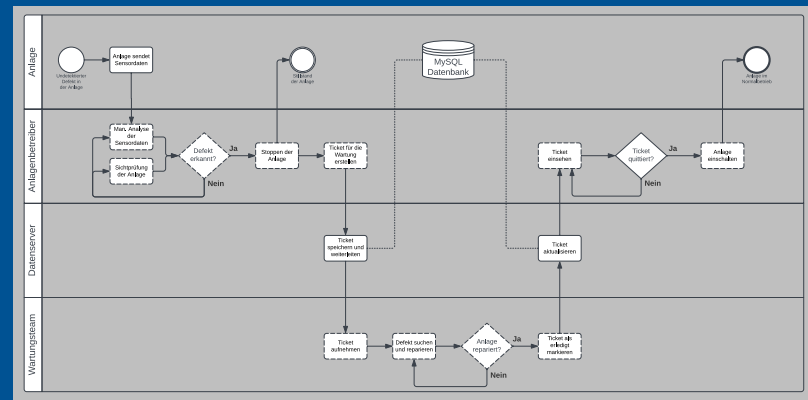 Anlage
Undetektierter
Defekt in
der Anlage
Anlage sendet
Sensordaten
Stillstand
der Anlage
MySQL
Datenbank
Anlage im
Normalbetrieb
Anlagenbetreiber
Man. Analyse
der
Sensordaten
Sichtprüfung
der Anlage
Defekt
erkannt?
Ja
Nein
Stoppen der
Anlage
Ticket für die
Wartung
erstellen
Ticket
einsehen
Ticket
quittiert?
Ja
Nein
Anlage
einschalten
Datenserver
Ticket
speichern und
weiterleiten
Ticket
aktualisieren
Wartungsteam
Ticket
aufnehmen
Defekt suchen
und reparieren
Anlage
repariert?
Ja
Nein
Ticket als
erledigt
markieren